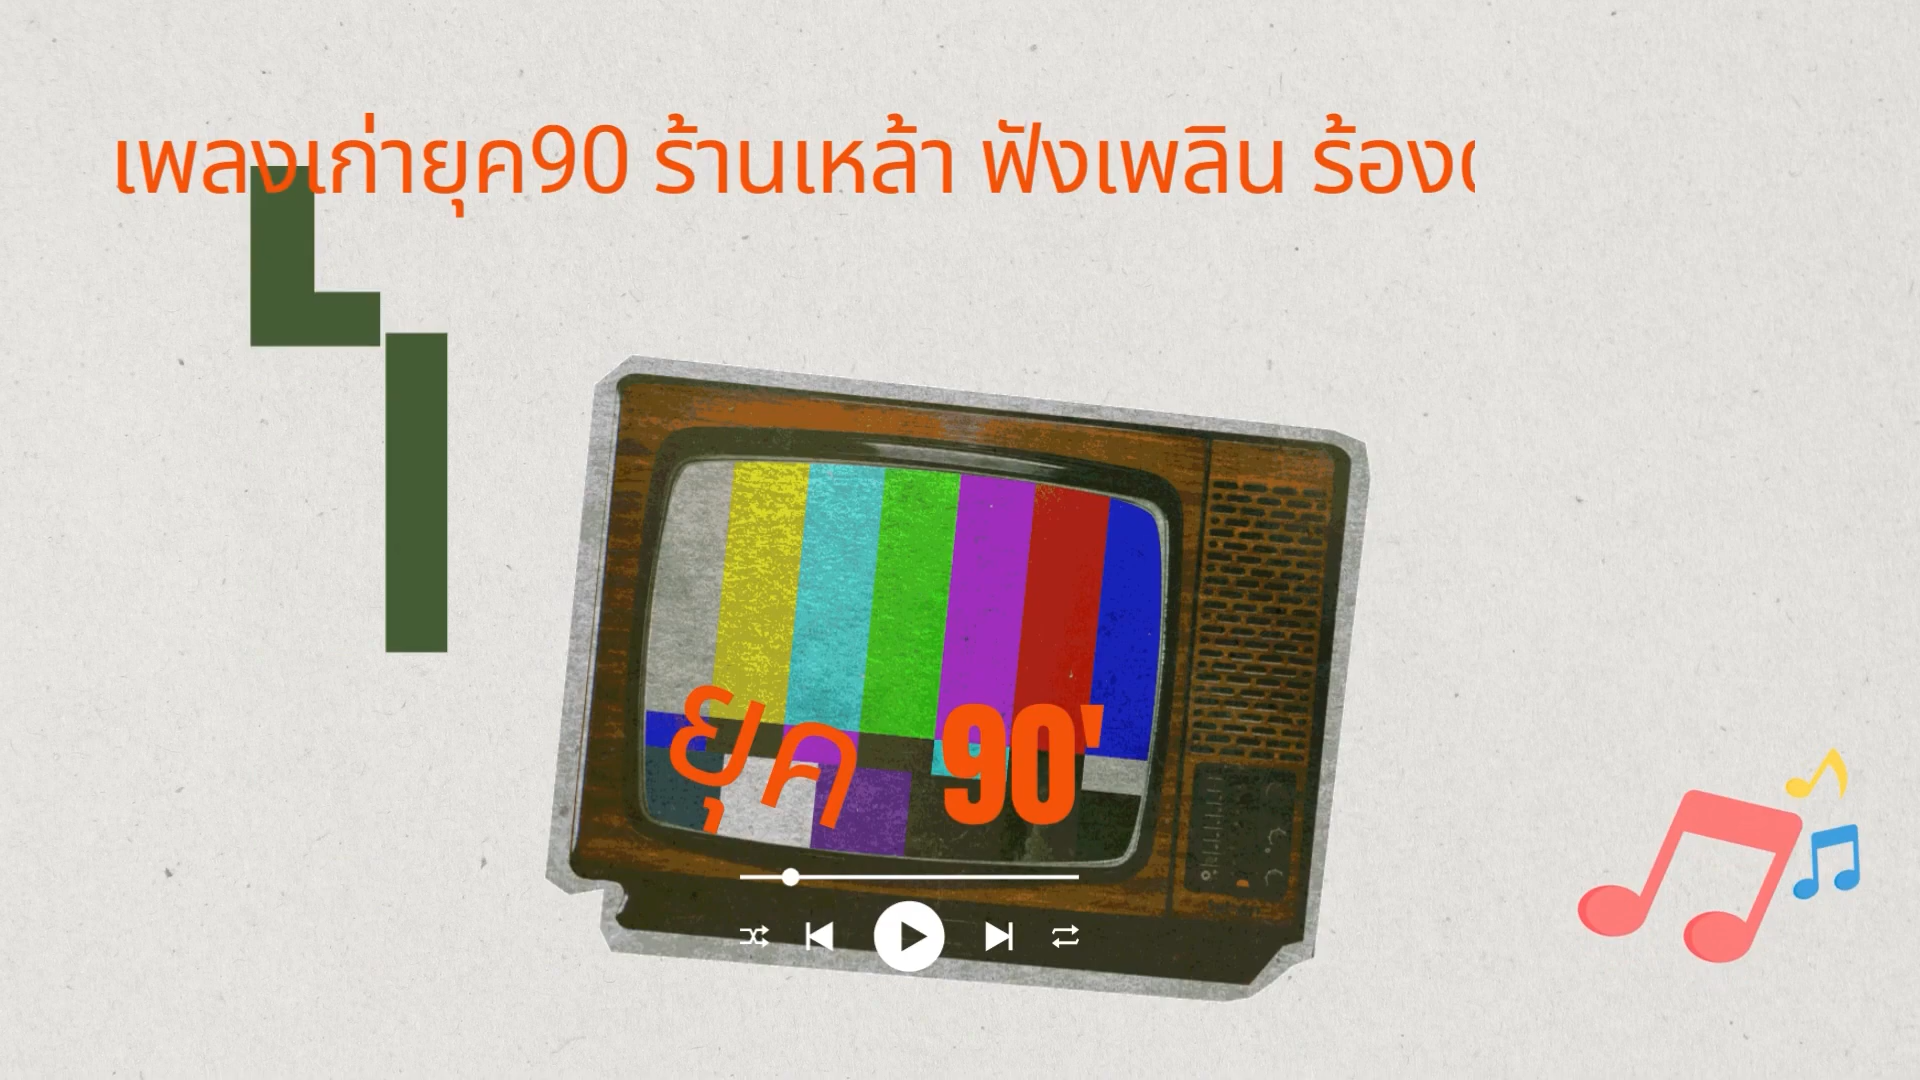 เพลงเก่ายุค90 ร้านเหล้า ฟังเพลิน ร้อง
ยุค 90'